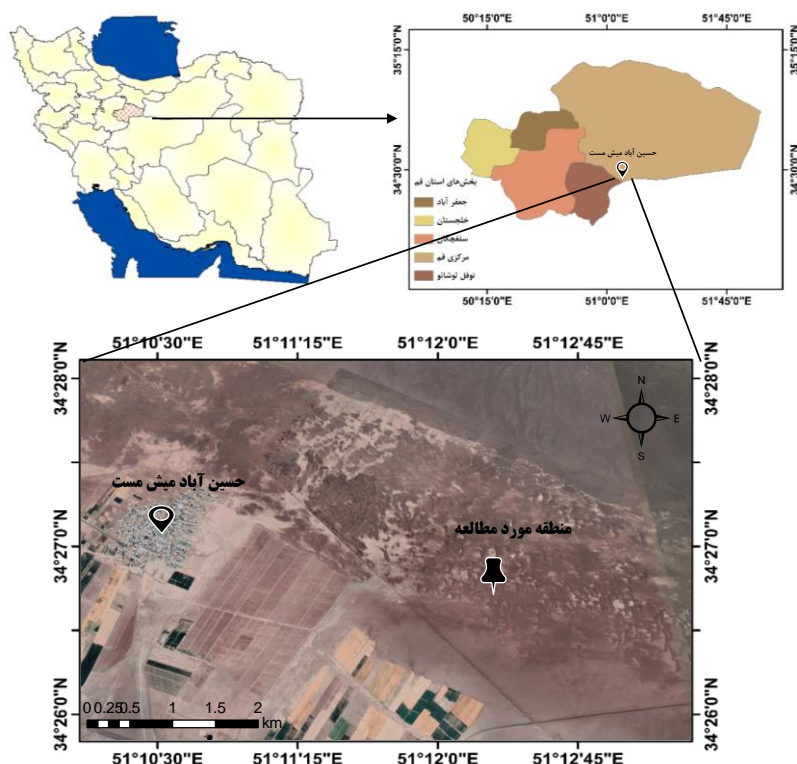 50°15'0"E 51°0'0"E 51°45'0"E
35°15'0"N 35°15'0"N
34°30'0"N 34°30'0"N
حسین آباد میش مست
بخش‌های استان قم
جعفر آباد
خلجستان
سلفچگان
مرکزی قم
نوفل لوشاتو
50°15'0"E 51°0'0"E 51°45'0"E
51°10'30"E 51°11'15"E 51°12'0"E 51°12'45"E
34°28'0"N 34°28'0"N
N
W E
S
حسین آباد میش مست
منطقه مورد مطالعه
34°27'0"N 34°27'0"N
34°26'0"N 34°26'0"N
0 0.25 0.5 1 1.5 2
km
51°10'30"E 51°11'15"E 51°12'0"E 51°12'45"E